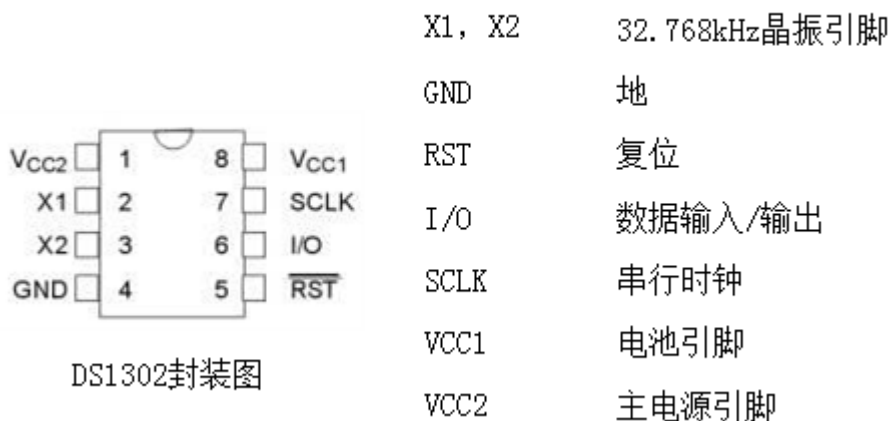 VCC2 1 8 VCC1
X1 2 7 SCLK
X2 3 6 I/O
GND 4 5 RST
DS1302封装图
X1, X2 32.768kHz晶振引脚
GND 地
RST 复位
I/O 数据输入/输出
SCLK 串行时钟
VCC1 电池引脚
VCC2 主电源引脚